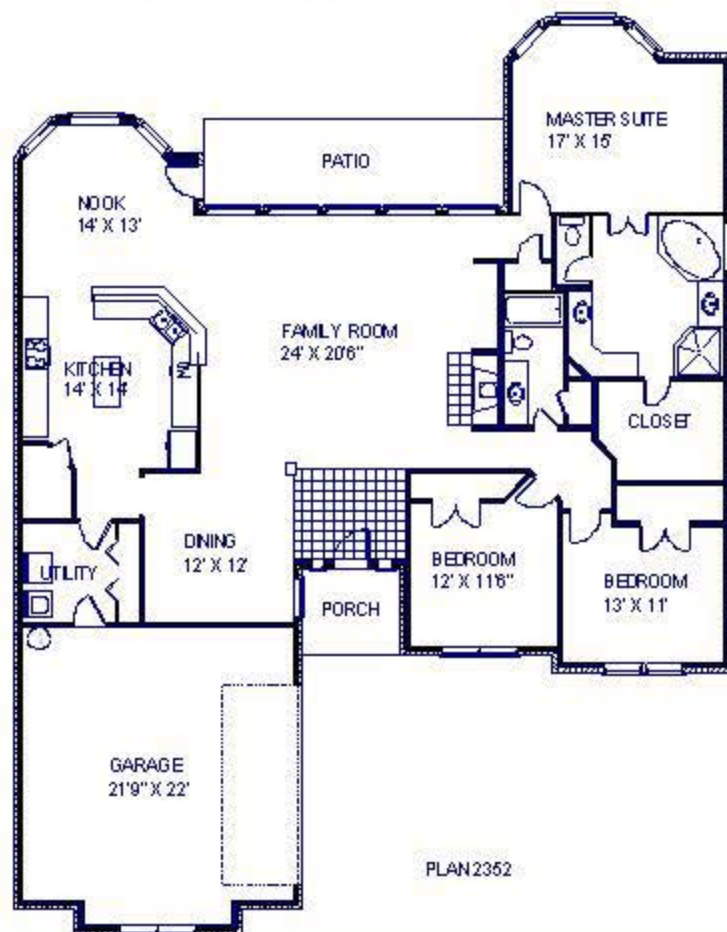 MASTER SUITE
17' X 15'
PATIO
NOOK
14' X 13'
FAMILY ROOM
24' X 20'6"
KITCHEN
14' X 14'
CLOSET
DINING
12' X 12'
BEDROOM
12' X 11'6"
UTILITY
BEDROOM
13' X 11'
PORCH
GARAGE
21'9" X 22'
PLAN 2352